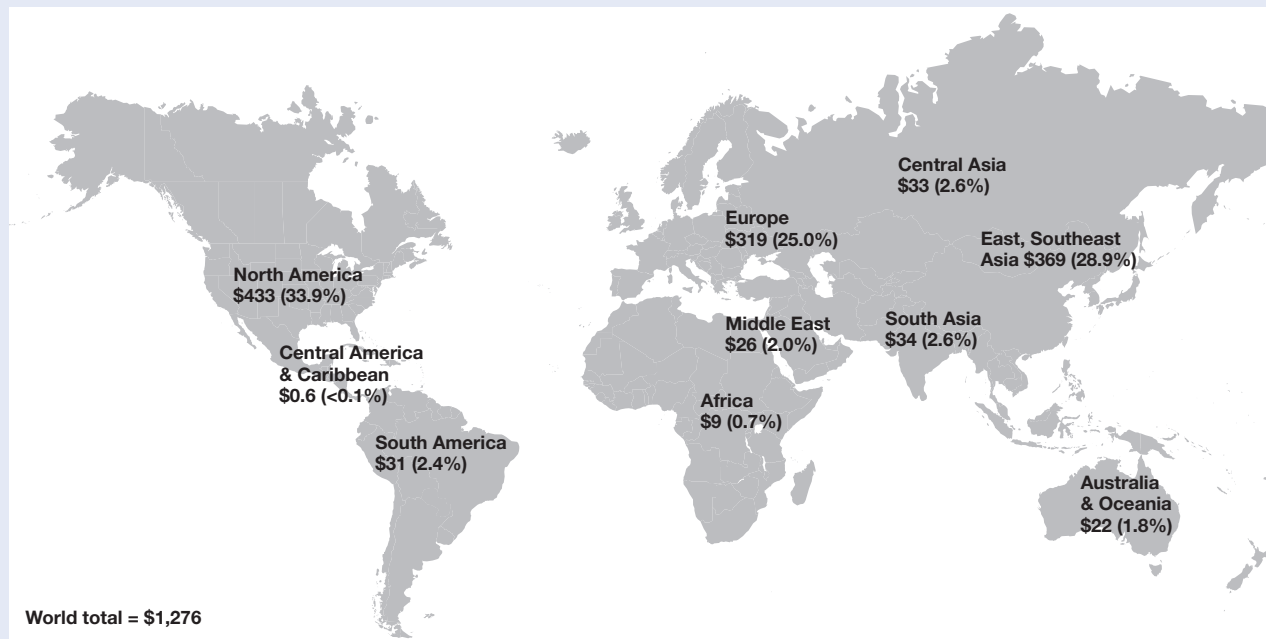 Central Asia
$33 (2.6%)
Europe
$319 (25.0%)
East, Southeast
Asia $369 (28.9%)
North America
$433 (33.9%)
Middle East
$26 (2.0%)
South Asia
$34 (2.6%)
Central America
& Caribbean
$0.6 (<0.1%)
Africa
$9 (0.7%)
South America
$31 (2.4%)
Australia
& Oceania
$22 (1.8%)
World total = $1,276